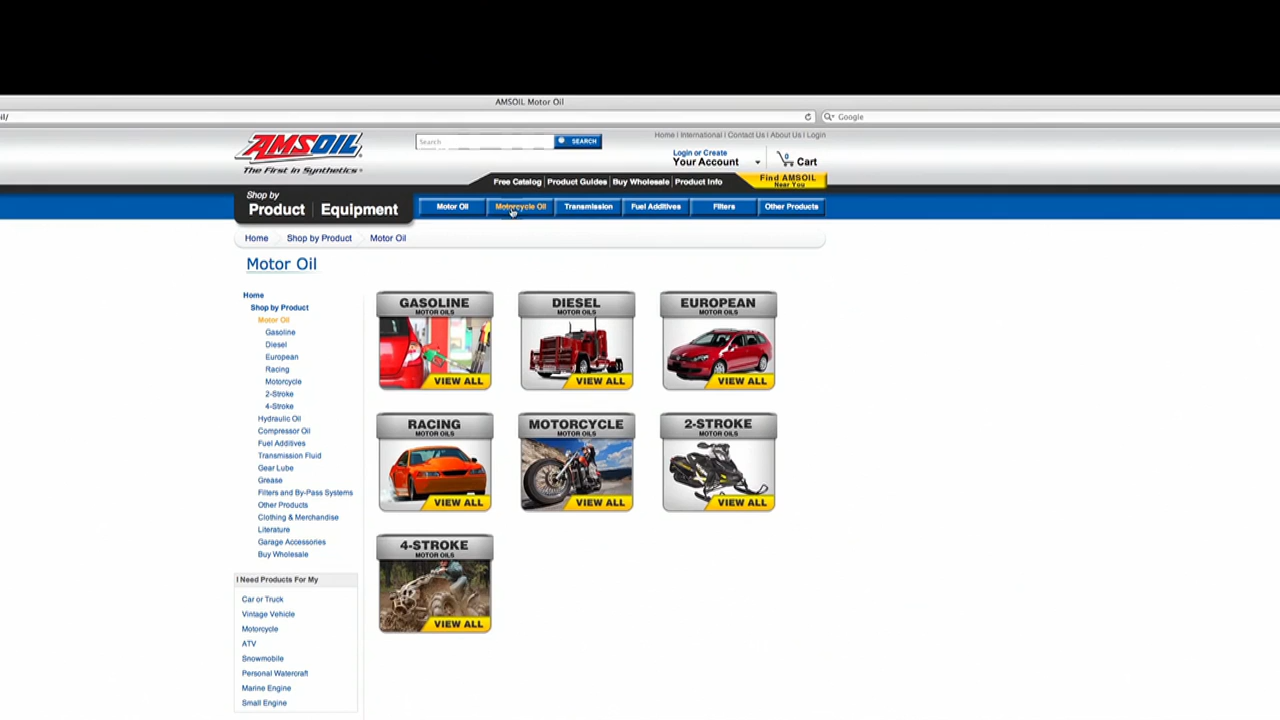 AMSOIL Motor Oil
il/
Google
AMSOIL
The First in Synthetics®
Search
SEARCH
Home | International | Contact Us | About Us | Login
Login or Create
Your Account
0
Cart
Free Catalog | Product Guides | Buy Wholesale | Product Info
Find AMSOIL
Near You
Shop by
Product | Equipment
Motor Oil
Motorcycle Oil
Transmission
Fuel Additives
Filters
Other Products
Home
Shop by Product
Motor Oil
Motor Oil
Home
Shop by Product
Motor Oil
Gasoline
Diesel
European
Racing
Motorcycle
2-Stroke
4-Stroke
Hydraulic Oil
Compressor Oil
Fuel Additives
Transmission Fluid
Gear Lube
Grease
Filters and By-Pass Systems
Other Products
Clothing & Merchandise
Literature
Garage Accessories
Buy Wholesale
I Need Products For My
Car or Truck
Vintage Vehicle
Motorcycle
ATV
Snowmobile
Personal Watercraft
Marine Engine
Small Engine
GASOLINE
MOTOR OILS
VIEW ALL
DIESEL
MOTOR OILS
VIEW ALL
EUROPEAN
MOTOR OILS
VIEW ALL
RACING
MOTOR OILS
VIEW ALL
MOTORCYCLE
MOTOR OILS
VIEW ALL
2-STROKE
MOTOR OILS
VIEW ALL
4-STROKE
MOTOR OILS
VIEW ALL